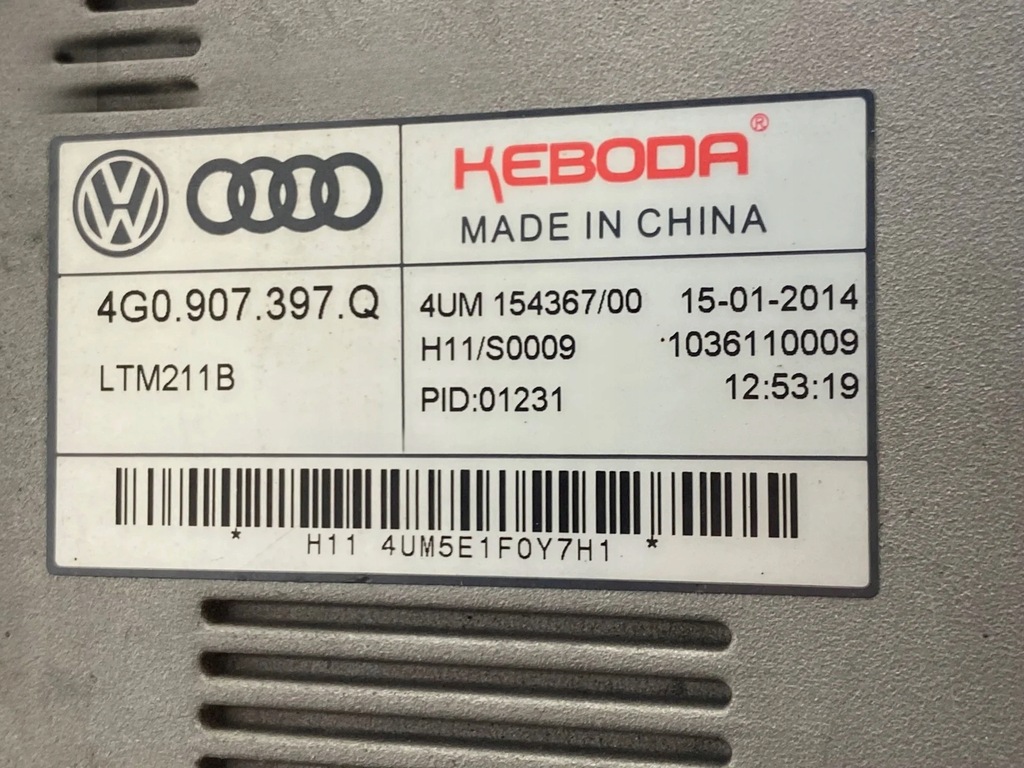 KEBODA®
MADE IN CHINA
4G0.907.397.Q
LTM211B
4UM 154367/00 15-01-2014
H11/S0009 1036110009
PID:01231 12:53:19
* H11 4UM5E1F0Y7H1 *